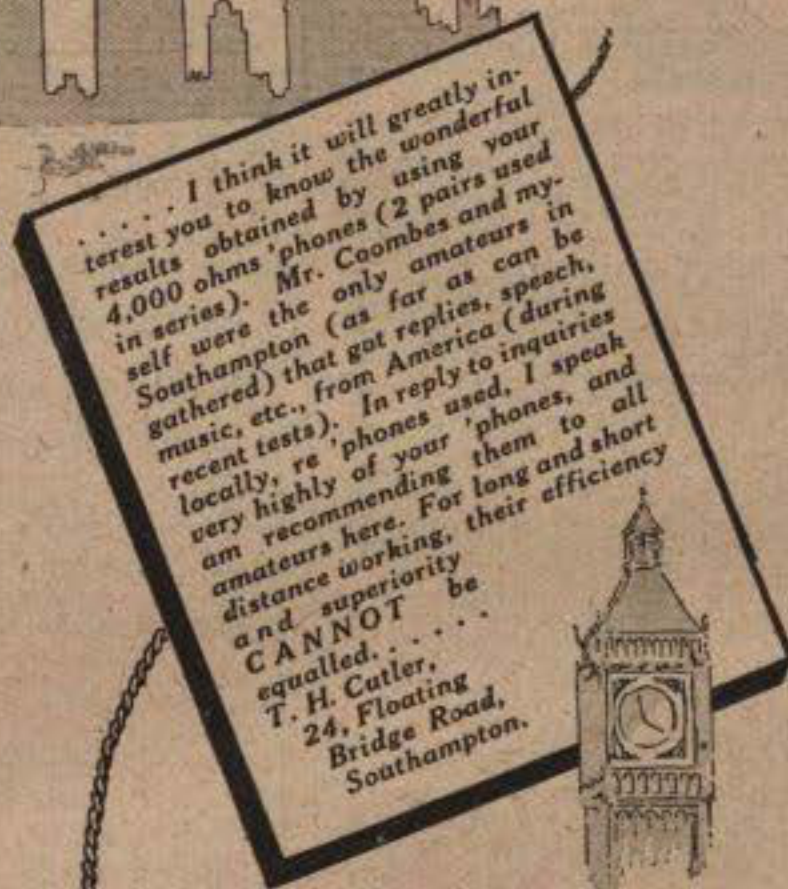 . . . . . I think it will greatly in-
terest you to know the wonderful
results obtained by using your
4,000 ohms 'phones (2 pairs used
in series). Mr. Coombes and my-
self were the only amateurs in
Southampton (as far as can be
gathered) that got replies, speech,
music, etc., from America (during
recent tests). In reply to inquiries
locally, re 'phones used, I speak
very highly of your 'phones, and
am recommending them to all
amateurs here. For long and short
distance working, their efficiency
and superiority
CANNOT be
equalled. . . . . .
T. H. Cutler,
24, Floating
Bridge Road,
Southampton.